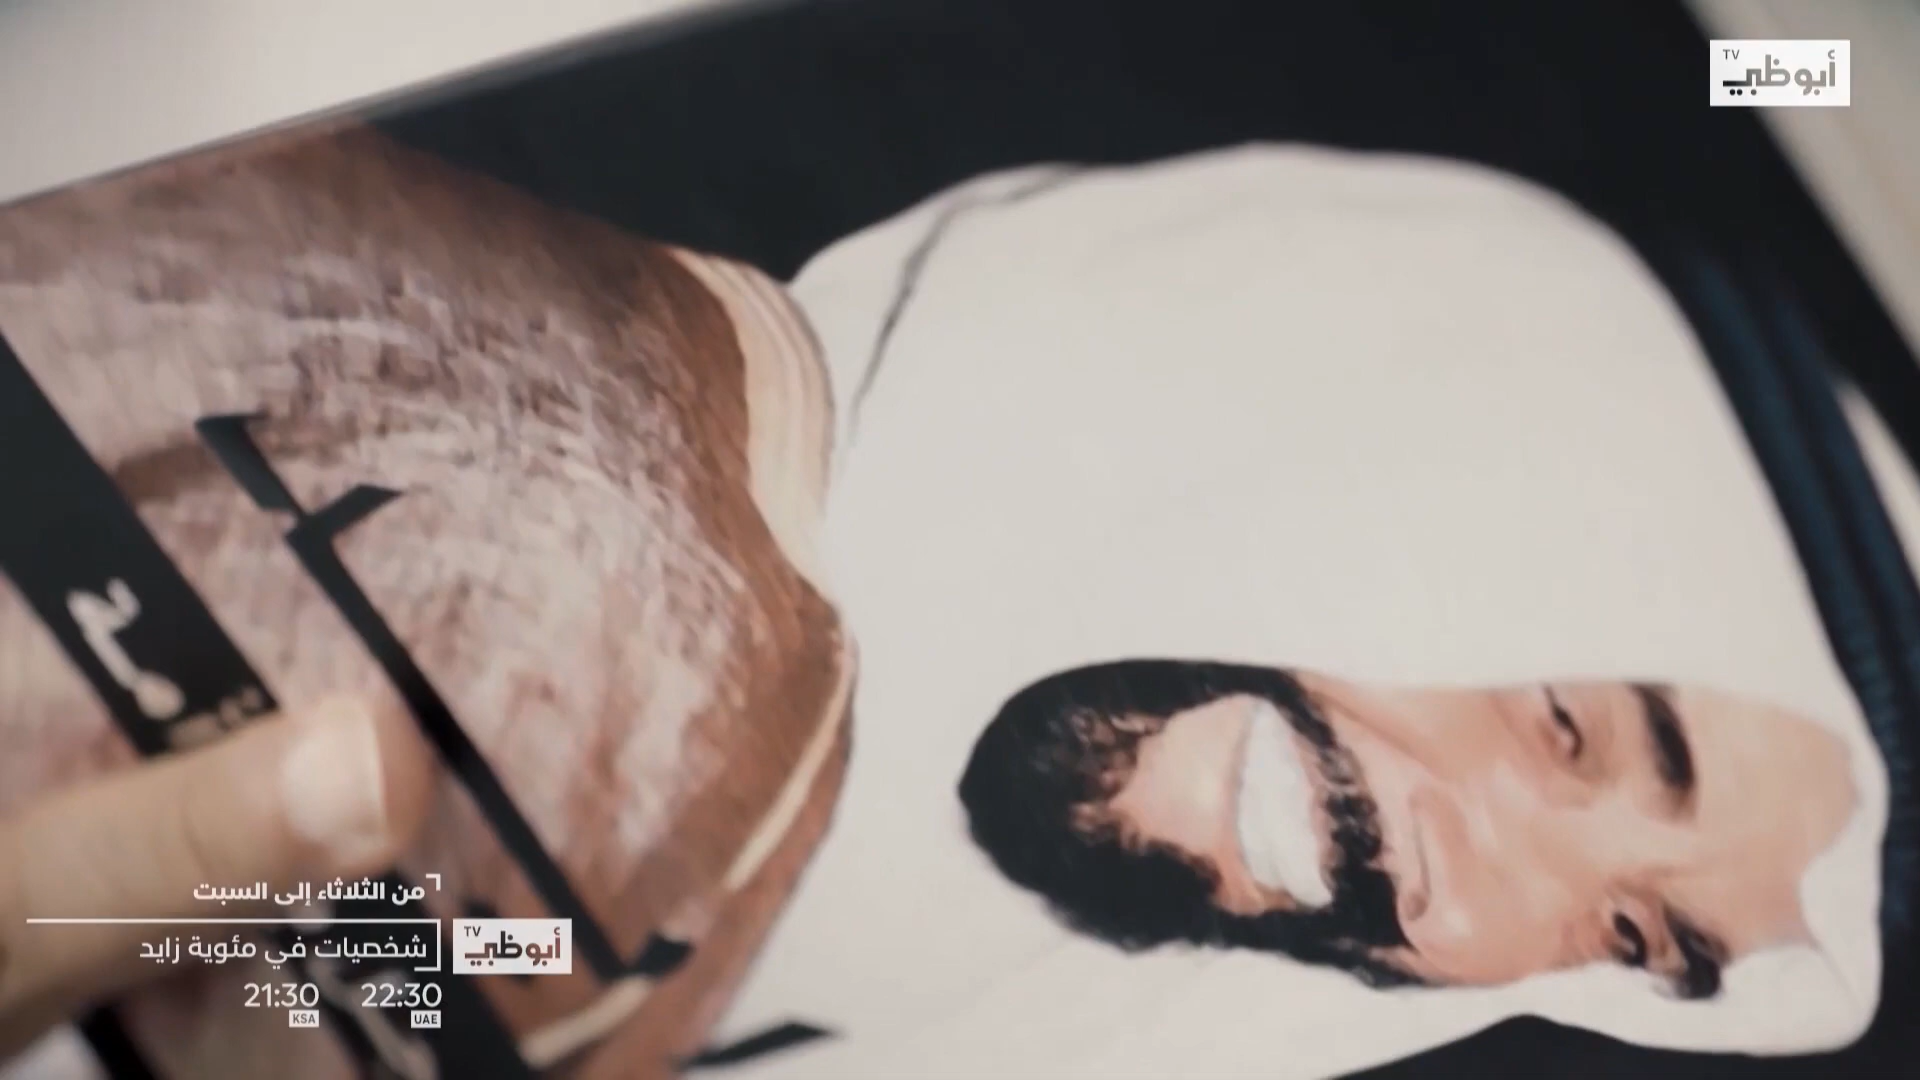 أبوظبي TV
من الثلاثاء إلى السبت
شخصيات في مئوية زايد
أبوظبي TV
22:30 21:30
UAE KSA